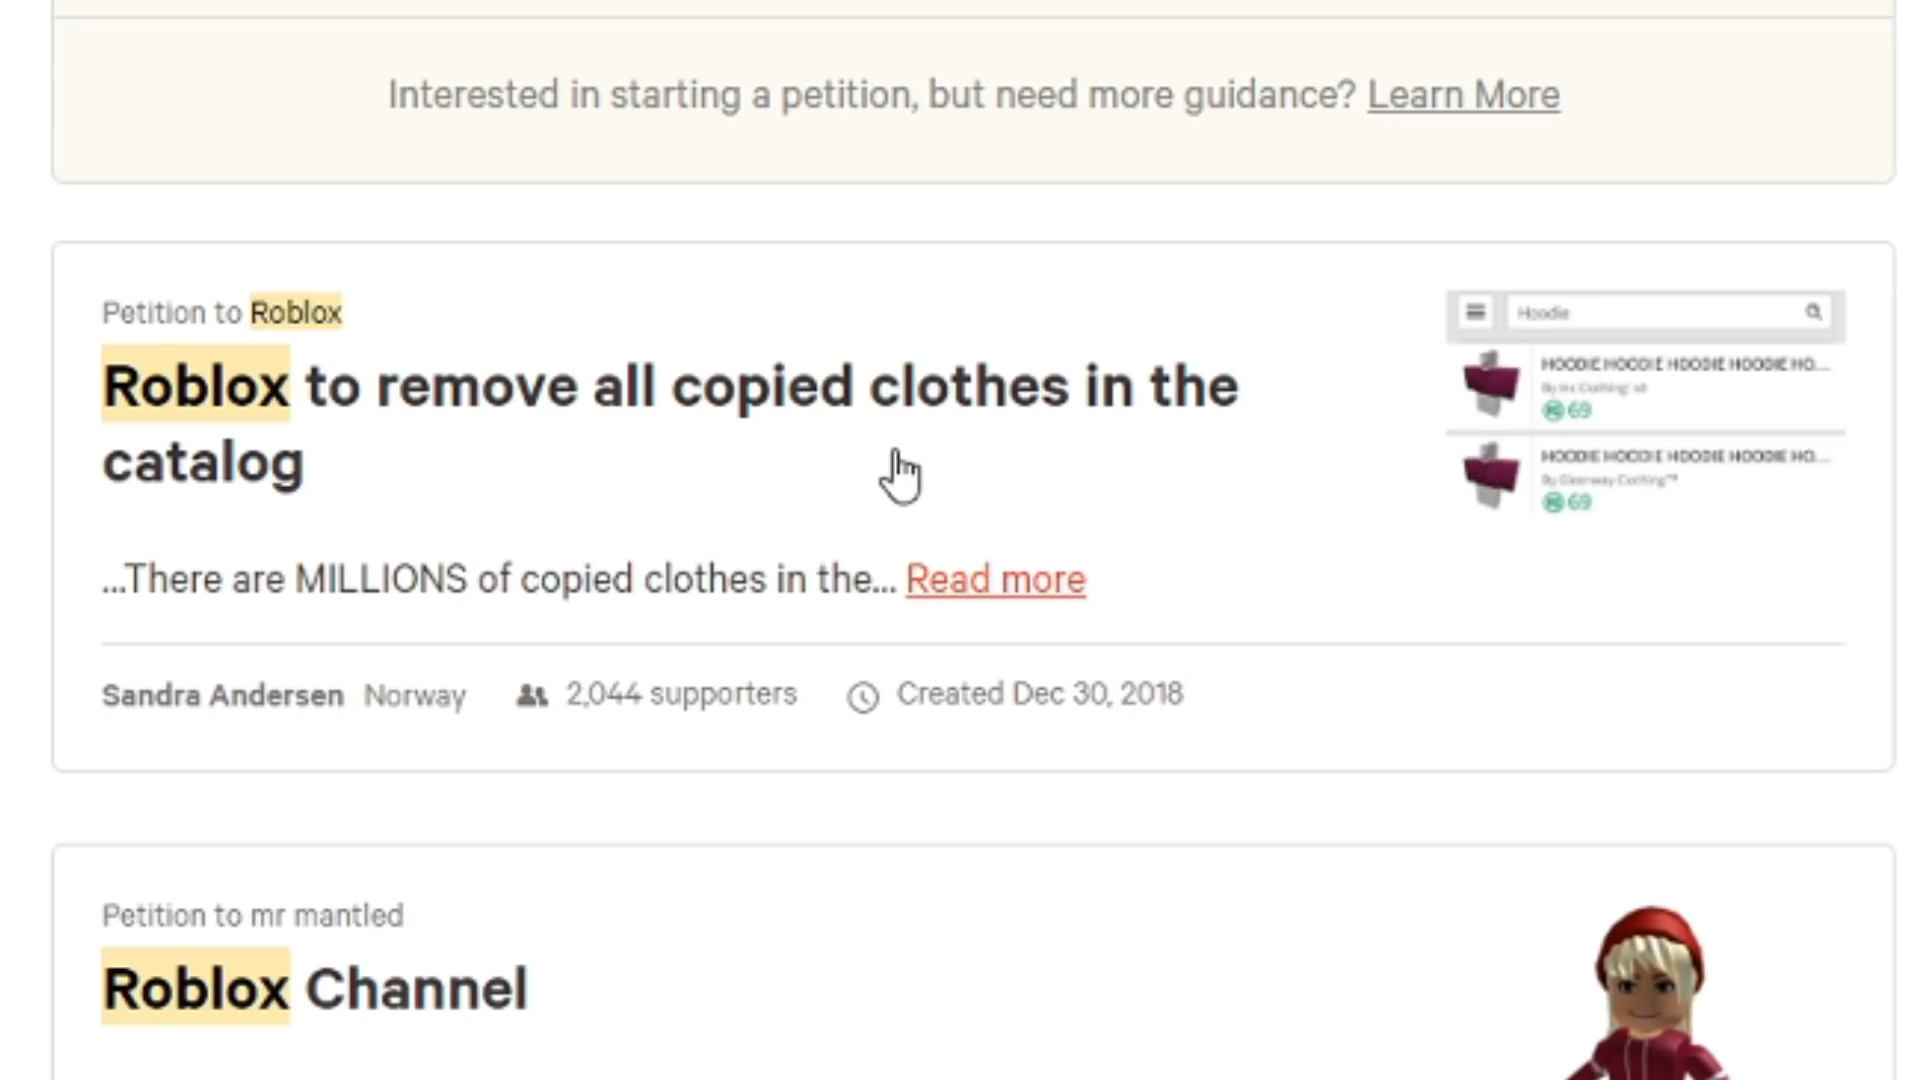 Interested in starting a petition, but need more guidance? Learn More
Petition to Roblox
Roblox to remove all copied clothes in the
catalog
...There are MILLIONS of copied clothes in the... Read more
Sandra Andersen Norway 2,044 supporters Created Dec 30, 2018
Hoodie
HOODIE HOODIE HOODIE HOODIE HO...
69
HOODIE HOODIE HOODIE HOODIE HO...
69
Petition to mr mantled
Roblox Channel